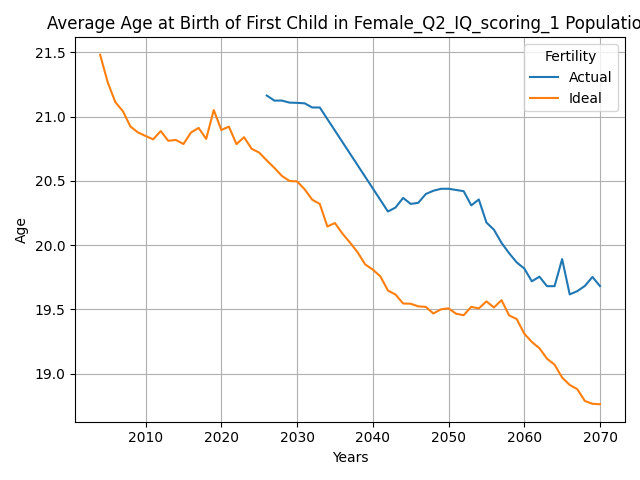 Average Age at Birth of First Child in Female_Q2_IQ_scoring_1 Populatio
Fertility
Actual
Ideal
21.5
21.0
20.5
20.0
19.5
19.0
Age
2010 2020 2030 2040 2050 2060 2070
Years